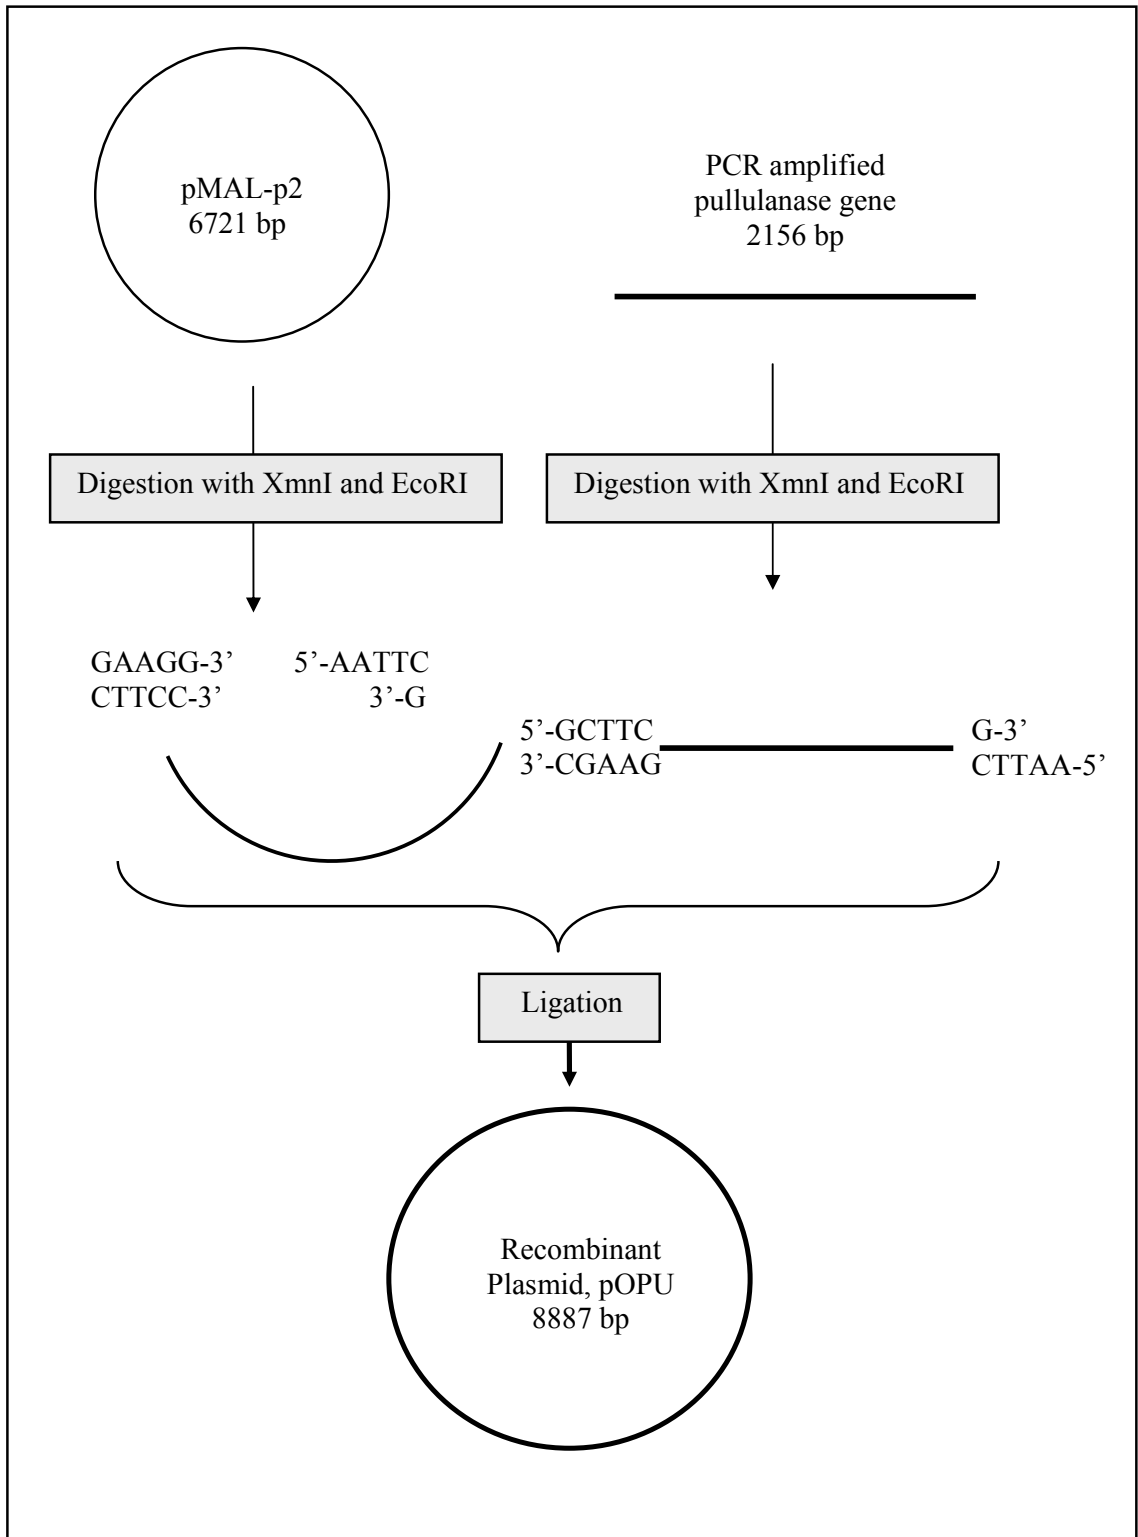 pMAL-p2
6721 bp
PCR amplified
pullulanase gene
2156 bp
Digestion with XmnI and EcoRI
Digestion with XmnI and EcoRI
GAAGG-3’
CTTCC-3’
5’-AATTC
3’-G
5’-GCTTC
3’-CGAAG
G-3’
CTTAA-5’
Ligation
Recombinant
Plasmid, pOPU
8887 bp